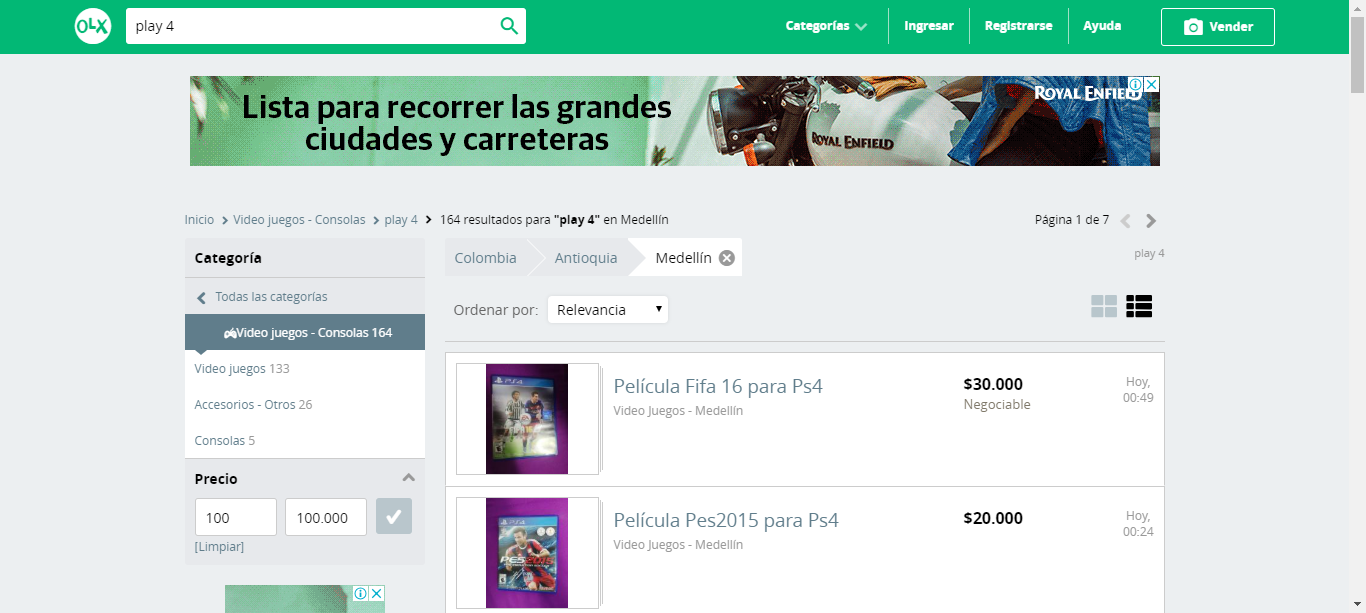 OLX
play 4
Categorías
Ingresar
Registrarse
Ayuda
Vender
Lista para recorrer las grandes
ciudades y carreteras
ROYAL ENFIELD
ROYAL ENFIELD
Inicio
Video juegos - Consolas
play 4
164 resultados para "play 4" en Medellín
Página 1 de 7
Categoría
Todas las categorías
Video juegos - Consolas 164
Video juegos 133
Accesorios - Otros 26
Consolas 5
Precio
100
100.000
[Limpiar]
Colombia
Antioquia
Medellín
play 4
Ordenar por:
Relevancia
PS4
Película Fifa 16 para Ps4
Video Juegos - Medellín
$30.000
Negociable
Hoy,
00:49
PS4
PES2015
Película Pes2015 para Ps4
Video Juegos - Medellín
$20.000
Hoy,
00:24